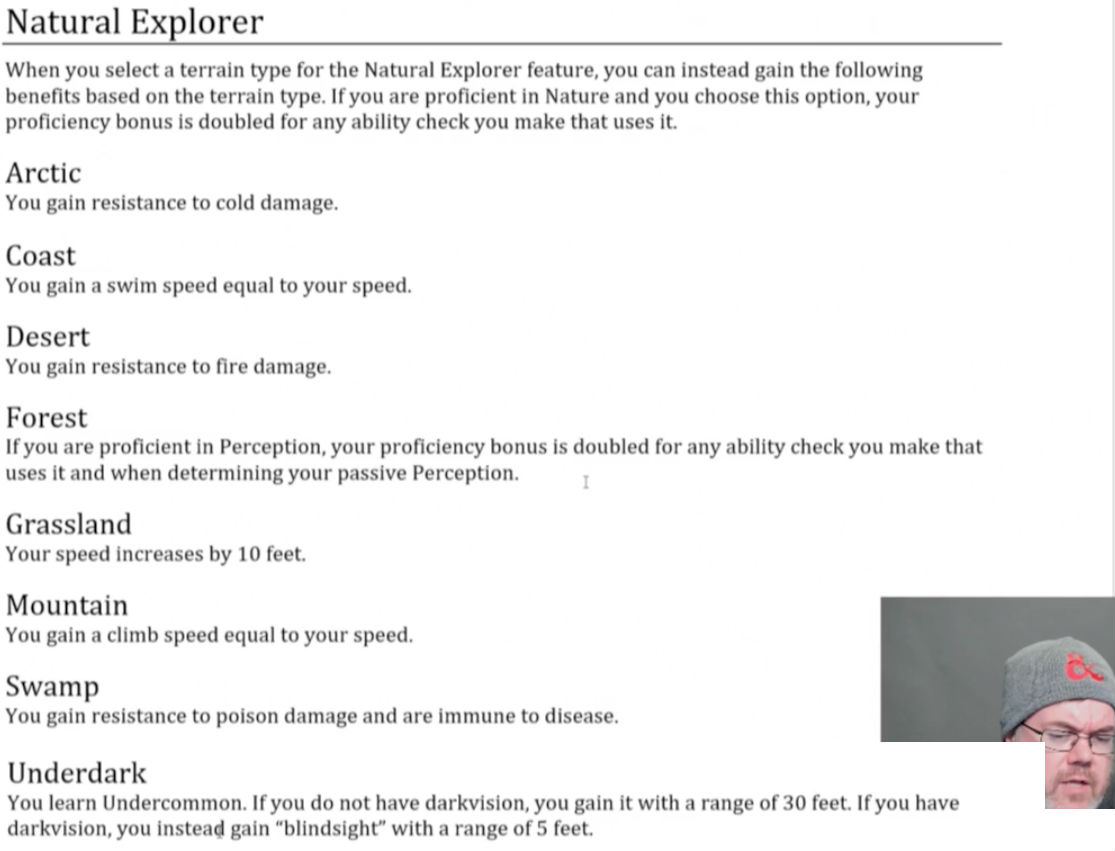 Natural Explorer
When you select a terrain type for the Natural Explorer feature, you can instead gain the following
benefits based on the terrain type. If you are proficient in Nature and you choose this option, your
proficiency bonus is doubled for any ability check you make that uses it.
Arctic
You gain resistance to cold damage.
Coast
You gain a swim speed equal to your speed.
Desert
You gain resistance to fire damage.
Forest
If you are proficient in Perception, your proficiency bonus is doubled for any ability check you make that
uses it and when determining your passive Perception.
Grassland
Your speed increases by 10 feet.
Mountain
You gain a climb speed equal to your speed.
Swamp
You gain resistance to poison damage and are immune to disease.
Underdark
You learn Undercommon. If you do not have darkvision, you gain it with a range of 30 feet. If you have
darkvision, you instead gain “blindsight” with a range of 5 feet.